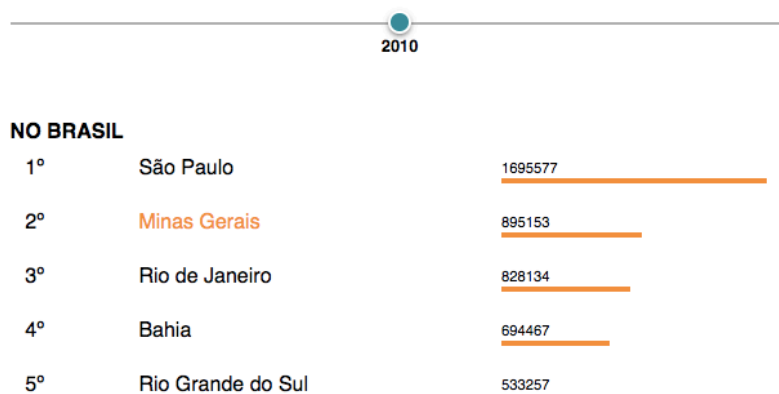 2010
NO BRASIL
1º São Paulo 1695577
2º Minas Gerais 895153
3º Rio de Janeiro 828134
4º Bahia 694467
5º Rio Grande do Sul 533257